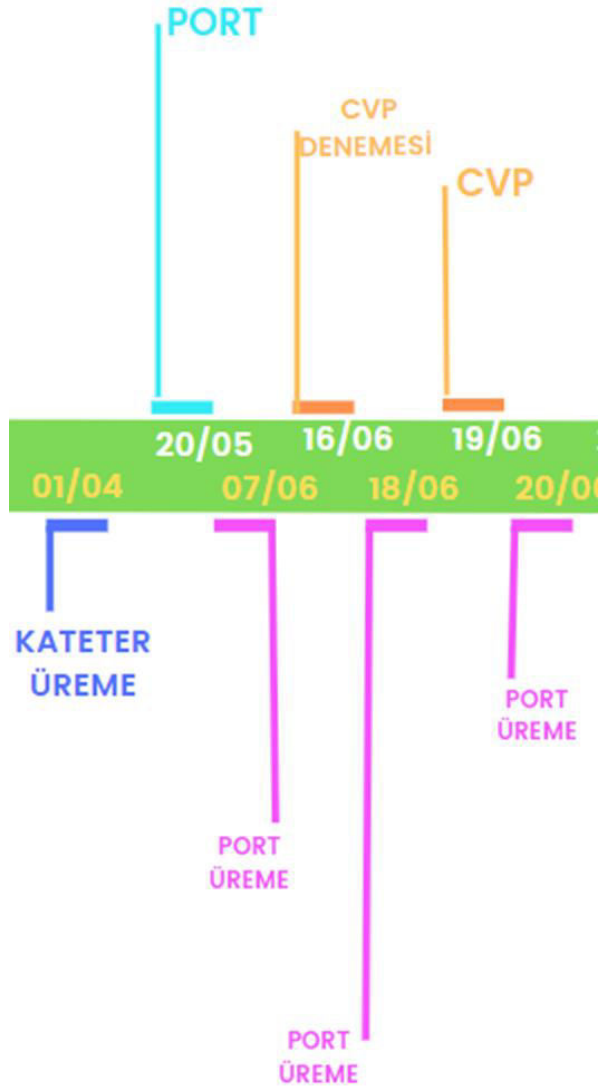 PORT
CVP
DENEMESİ
CVP
20/05
16/06
19/06
01/04
07/06
18/06
KATETER
ÜREME
PORT
ÜREME
PORT
ÜREME
PORT
ÜREME